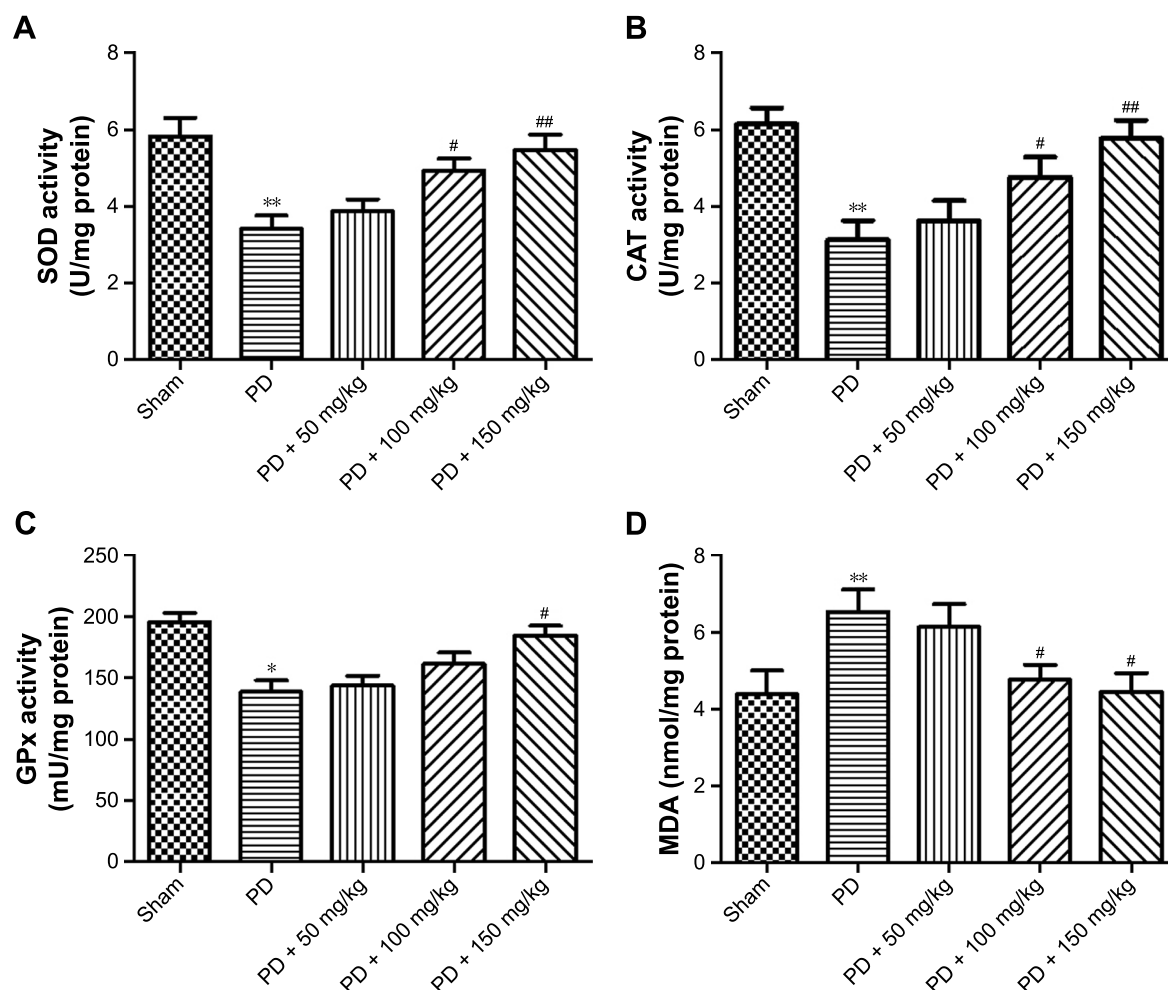 A
SOD activity
(U/mg protein)
8
6
4
2
0
**
#
##
Sham
PD
PD + 50 mg/kg
PD + 100 mg/kg
PD + 150 mg/kg
B
CAT activity
(U/mg protein)
8
6
4
2
0
**
#
##
Sham
PD
PD + 50 mg/kg
PD + 100 mg/kg
PD + 150 mg/kg
C
GPx activity
(mU/mg protein)
250
200
150
100
50
0
*
#
Sham
PD
PD + 50 mg/kg
PD + 100 mg/kg
PD + 150 mg/kg
D
MDA (nmol/mg protein)
8
6
4
2
0
**
#
#
Sham
PD
PD + 50 mg/kg
PD + 100 mg/kg
PD + 150 mg/kg